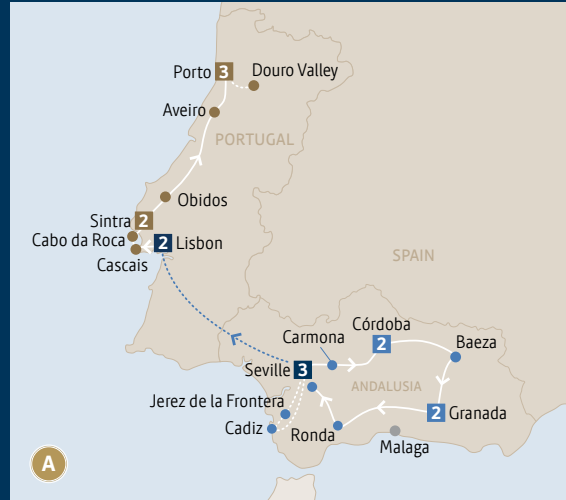 Porto 3 Douro Valley
Aveiro
PORTUGAL
Obidos
Sintra 2
Cabo da Roca 2 Lisbon
Cascais
SPAIN
Córdoba
Carmona 2 Baeza
Seville 3
ANDALUSIA
Jerez de la Frontera
2 Granada
Cadiz
Ronda
Malaga
A